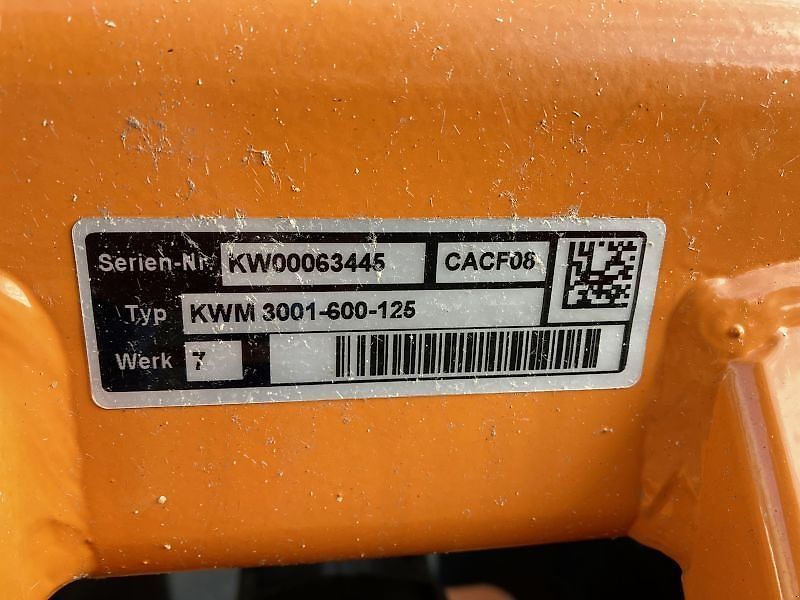 Serien-Nr KW00063445 CACF08
Typ KWM 3001-600-125
Werk 7